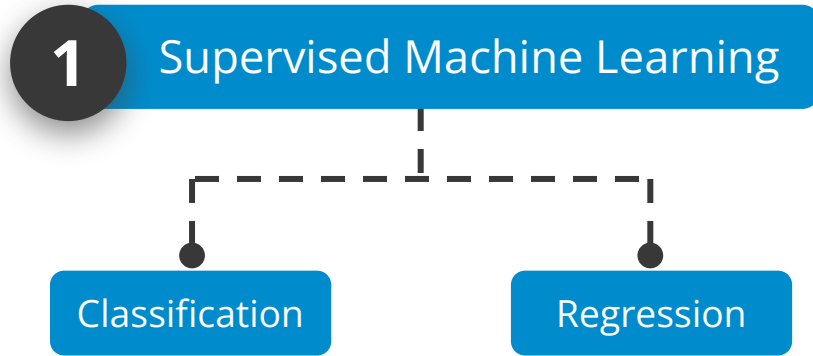 1
Supervised Machine Learning
Classification
Regression